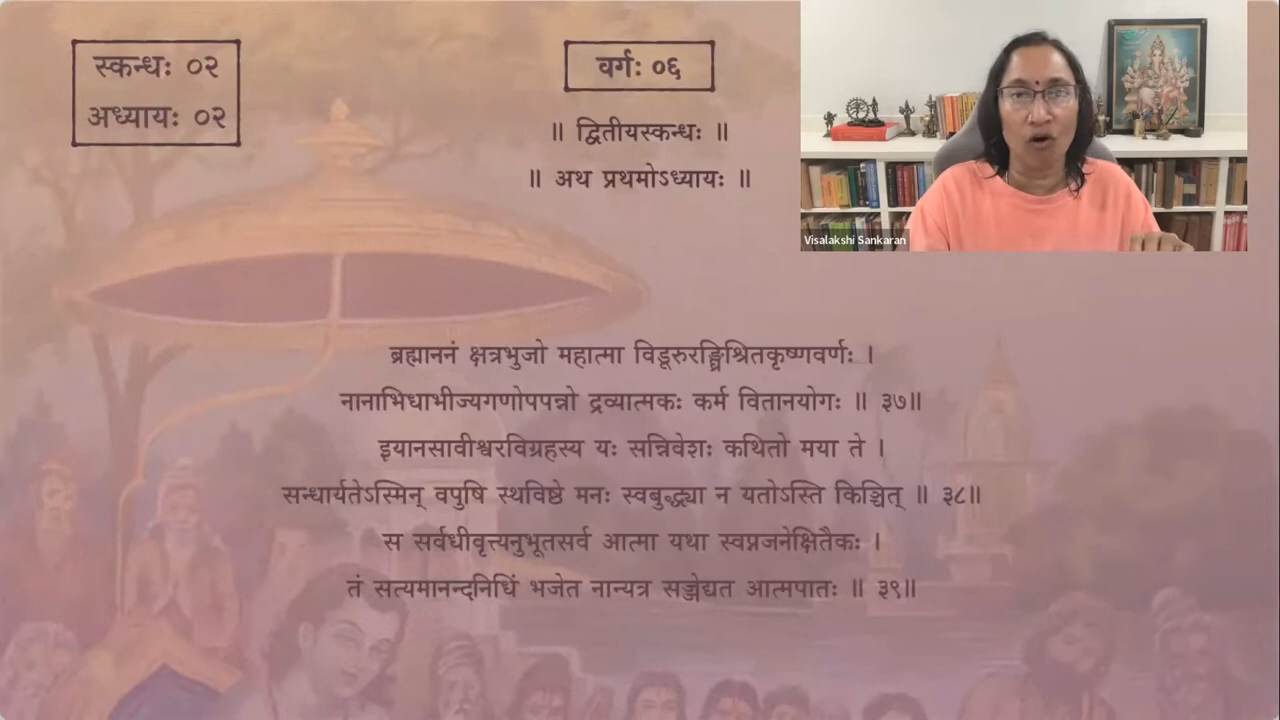 स्कन्धः ०२
अध्यायः ०२
वर्गः ०६
॥ द्वितीयस्कन्धः ॥
॥ अथ प्रथमोऽध्यायः ॥
Visalakshi Sankaran
ब्रह्माननं क्षत्रभुजो महात्मा विडूरुरङ्घ्रिश्रितकृष्णवर्णः ।
नानाभिधाभीज्यगणोपपन्नो द्रव्यात्मकः कर्म वितानयोगः ॥ ३७॥
इयानसावीश्वरविग्रहस्य यः सन्निवेशः कथितो मया ते ।
सन्धार्यतेऽस्मिन् वपुषि स्थविष्ठे मनः स्वबुद्ध्या न यतोऽस्ति किञ्चित् ॥ ३८॥
स सर्वधीवृत्त्यनुभूतसर्व आत्मा यथा स्वप्नजनेक्षितैकः ।
तं सत्यमानन्दनिधिं भजेत नान्यत्र सज्जेद्यत आत्मपातः ॥ ३९॥